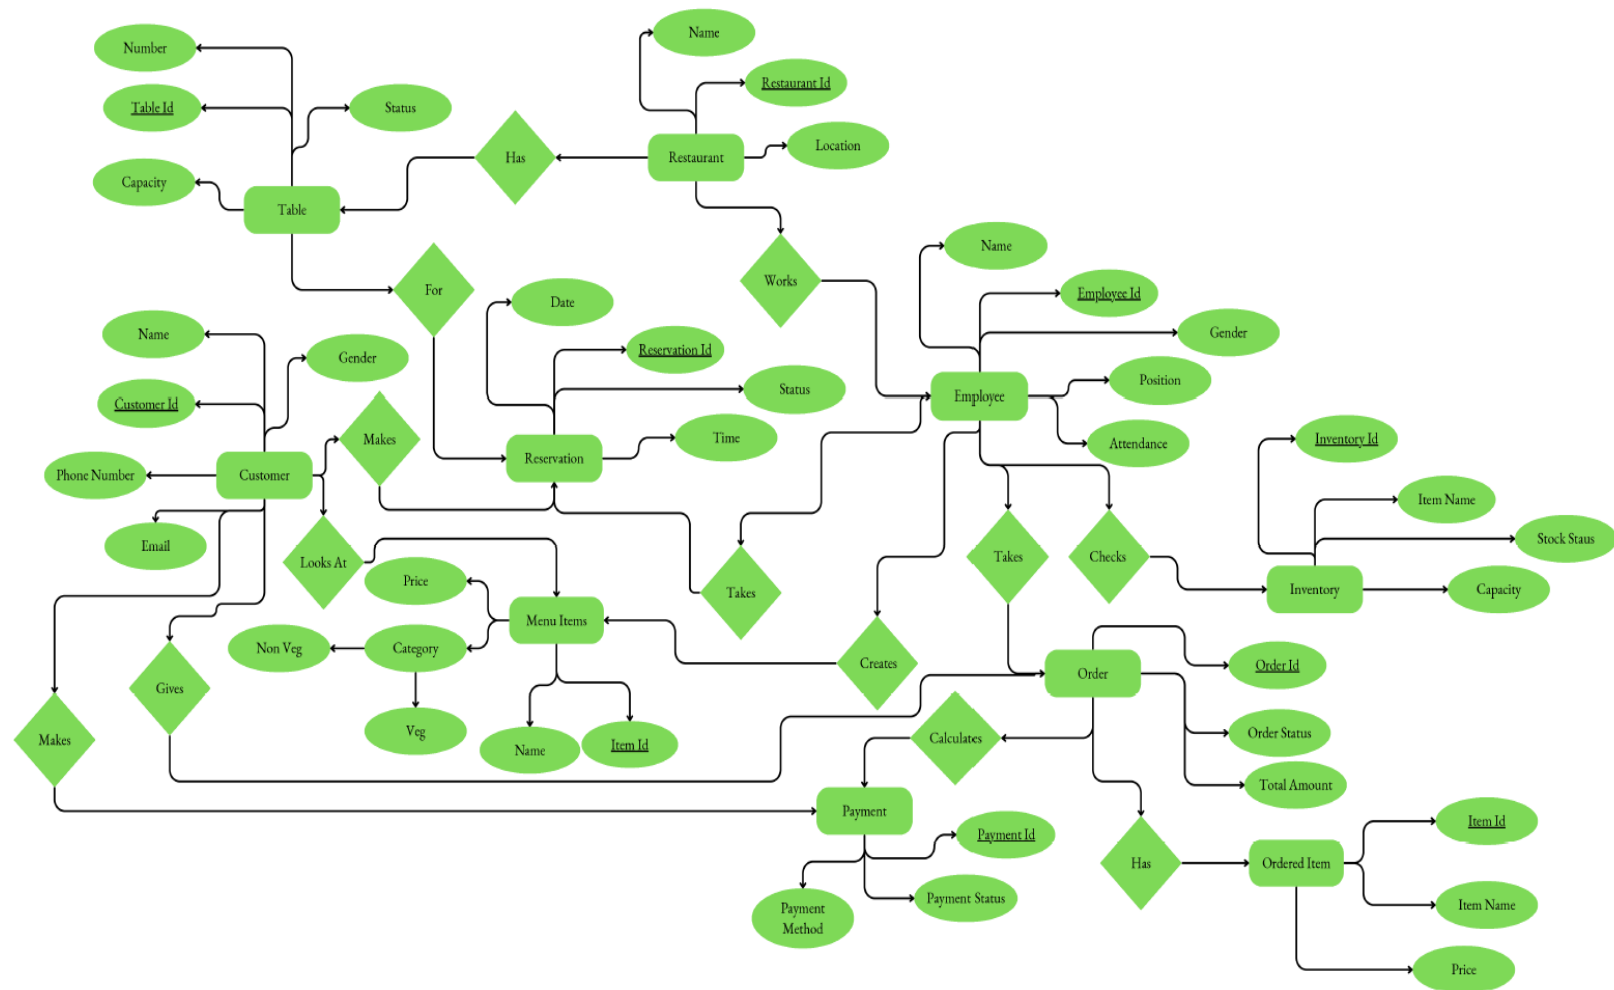 Name
Number
Restaurant Id
Table Id
Status
Location
Has
Restaurant
Capacity
Table
Name
Works
For
Employee Id
Date
Name
Gender
Reservation Id
Gender
Position
Status
Employee
Customer Id
Makes
Time
Inventory Id
Attendance
Reservation
Phone Number
Customer
Item Name
Stock Staus
Email
Looks At
Takes
Checks
Price
Takes
Inventory
Capacity
Menu Items
Non Veg
Category
Creates
Order Id
Order
Gives
Veg
Name
Item Id
Makes
Calculates
Order Status
Total Amount
Payment
Payment Id
Item Id
Has
Ordered Item
Payment Status
Item Name
Payment
Method
Price